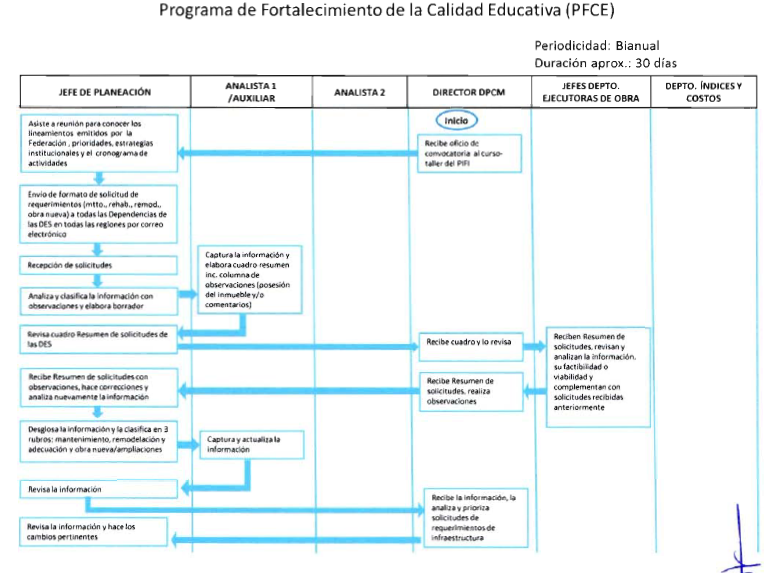 Programa de Fortalecimiento de la Calidad Educativa (PFCE)
Periodicidad: Bianual
Duración aprox.: 30 días
JEFE DE PLANEACIÓN
ANALISTA 1
/AUXILIAR
ANALISTA 2
DIRECTOR DPCM
JEFES DEPTO.
EJECUTORAS DE OBRA
DEPTO. ÍNDICES Y
COSTOS
Inicio
Asiste a reunión para conocer los
lineamientos emitidos por la
Federación, prioridades, estrategias
institucionales y el cronograma de
actividades
Recibe oficio de
convocatoria al curso-
taller del PIFI
Envío de formato de solicitud de
requerimientos (mtto., rehab., remod.,
obra nueva) a todas las Dependencias de
las DES en todas las regiones por correo
electrónico
Recepción de solicitudes
Captura la información y
elabora cuadro resumen
inc. columna de
observaciones (posesión
del inmueble y/o
comentarios)
Analiza y clasifica la información con
observaciones y elabora borrador
Revisa cuadro Resumen de solicitudes de
las DES
Recibe cuadro y lo revisa
Reciben Resumen de
solicitudes, revisan y
analizan la información.
su factibilidad o
viabilidad y
complementan con
solicitudes recibidas
anteriormente
Recibe Resumen de solicitudes con
observaciones, hace correcciones y
analiza nuevamente la información
Recibe Resumen de
solicitudes, realiza
observaciones
Desglosa la información y la clasifica en 3
rubros: mantenimiento, remodelación y
adecuación y obra nueva/ampliaciones
Captura y actualiza la
información
Revisa la información
Recibe la información, la
analiza y prioriza
solicitudes de
requerimientos de
infraestructura
Revisa la información y hace los
cambios pertinentes